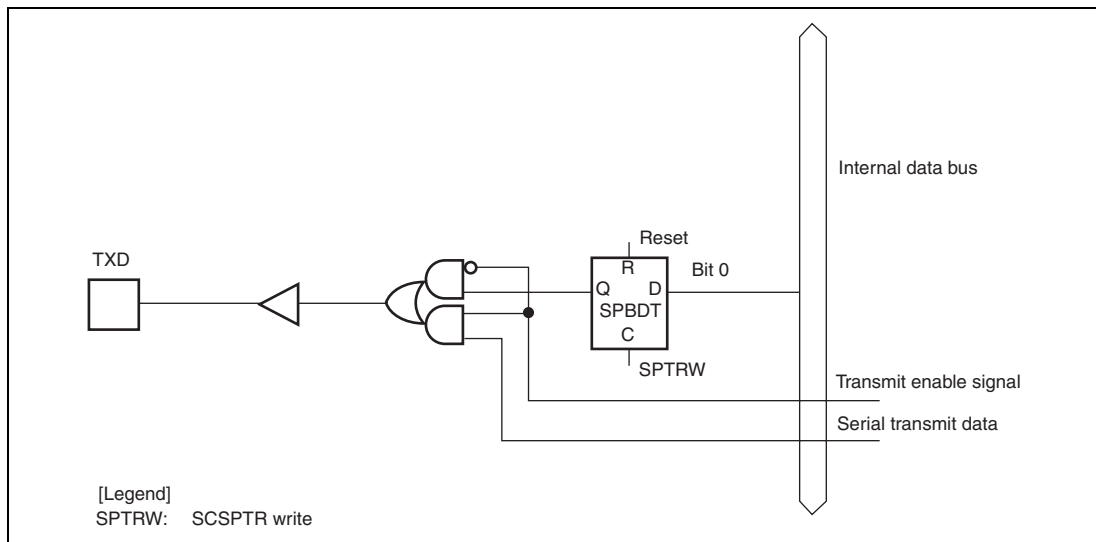 Internal data bus
Reset
TXD
R
Bit 0
Q D
SPBDT
C
SPTRW
Transmit enable signal
Serial transmit data
[Legend]
SPTRW: SCSPTR write